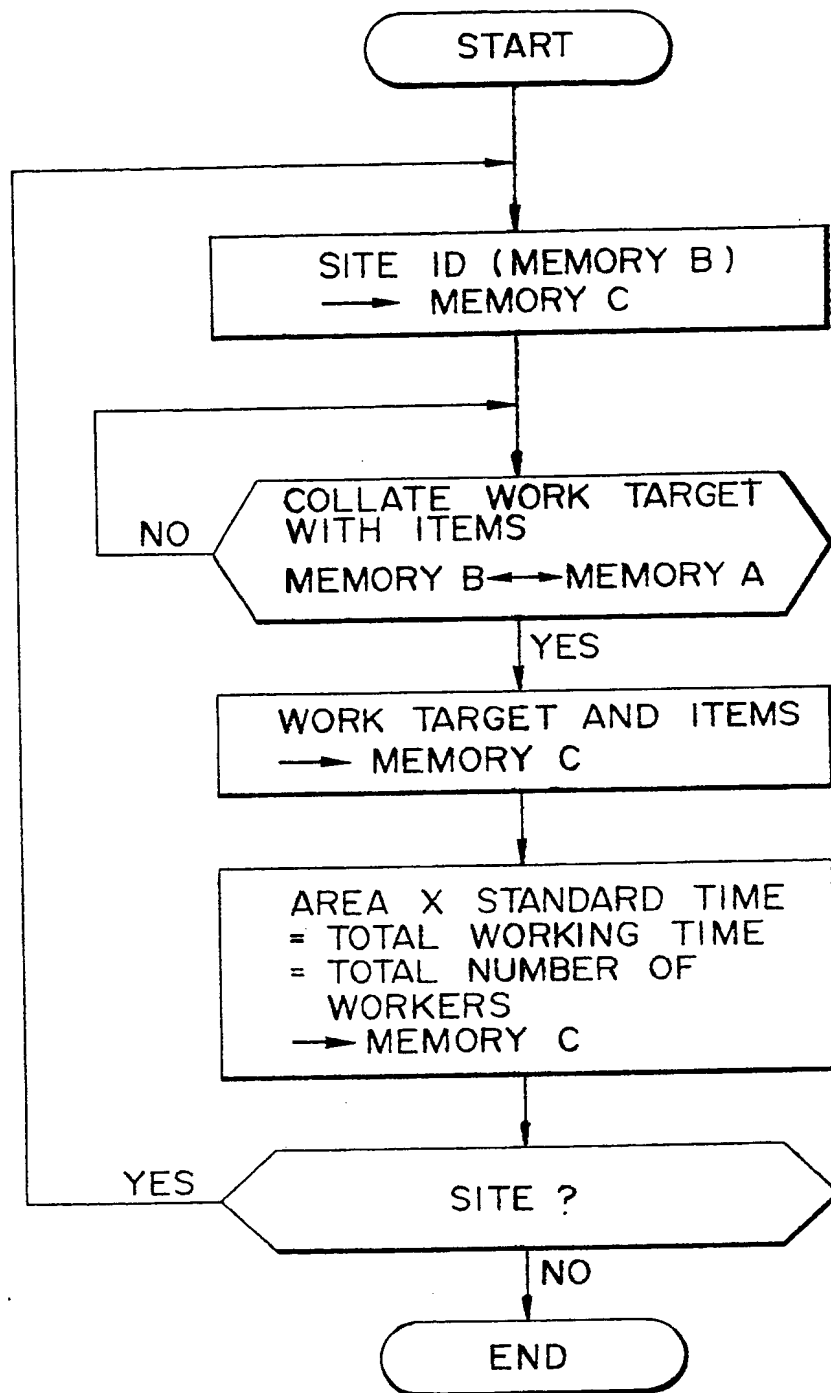 START
SITE ID (MEMORY B)
→ MEMORY C
COLLATE WORK TARGET
WITH ITEMS
NO
MEMORY B ↔ MEMORY A
YES
WORK TARGET AND ITEMS
→ MEMORY C
AREA X STANDARD TIME
= TOTAL WORKING TIME
= TOTAL NUMBER OF
WORKERS
→ MEMORY C
YES
SITE ?
NO
END